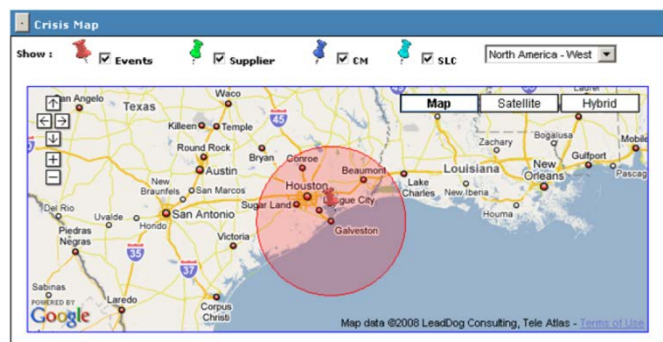 Crisis Map
Show : Events Supplier CM SLC North America - West
Map Satellite Hybrid
San Angelo Texas Waco
45
Killeen Temple
Round Rock
Bryan Conroe
Austin
Beaumont
Zachary Bogalusa Mobile
Louisiana Gulfport
New Orleans Pascag
New Braunfels San Marcos
Houston
Lake Charles New Iberia
Sugar Land League City
Houma
Del Rio Uvalde Hondo San Antonio
Galveston
Piedras Negras
Victoria
35
37
Sabinas
Laredo
Corpus Christi
POWERED BY
Google
Map data ©2008 LeadDog Consulting, Tele Atlas - Terms of Use